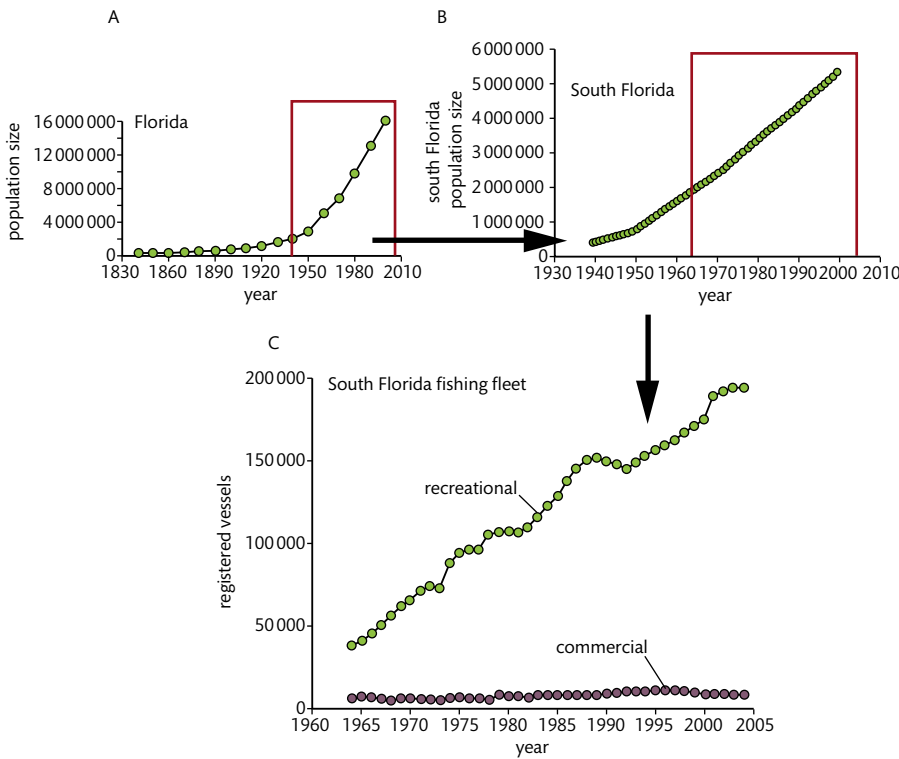 A
Florida
population size
16 000 000
12 000 000
8 000 000
4 000 000
0
1830 1860 1890 1920 1950 1980 2010
year
B
South Florida
south Florida
population size
6 000 000
5 000 000
4 000 000
3 000 000
2 000 000
1 000 000
0
1930 1940 1950 1960 1970 1980 1990 2000 2010
year
C
South Florida fishing fleet
registered vessels
200 000
150 000
100 000
50 000
0
recreational
commercial
1960 1965 1970 1975 1980 1985 1990 1995 2000 2005
year